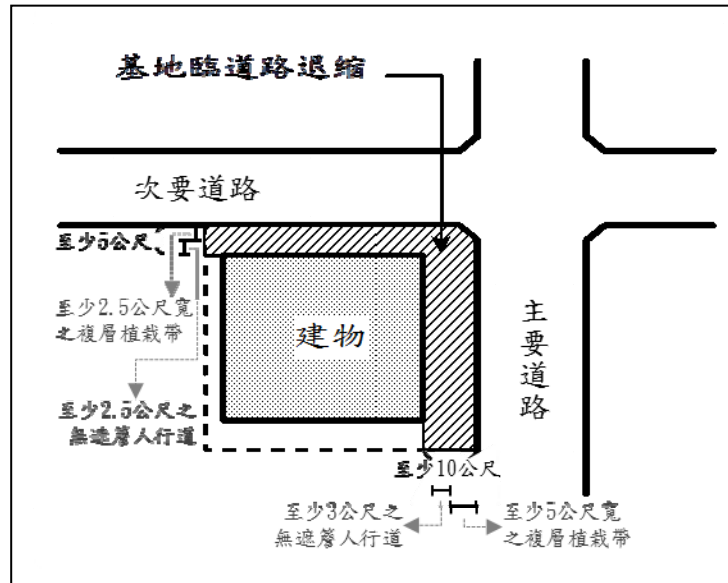 基地臨道路退縮
次要道路
至少5公尺
至少2.5公尺寬
之複層植栽帶
至少2.5公尺之
無遮簷人行道
建物
主要道路
至少10公尺
至少3公尺之
無遮簷人行道
至少5公尺寬
之複層植栽帶